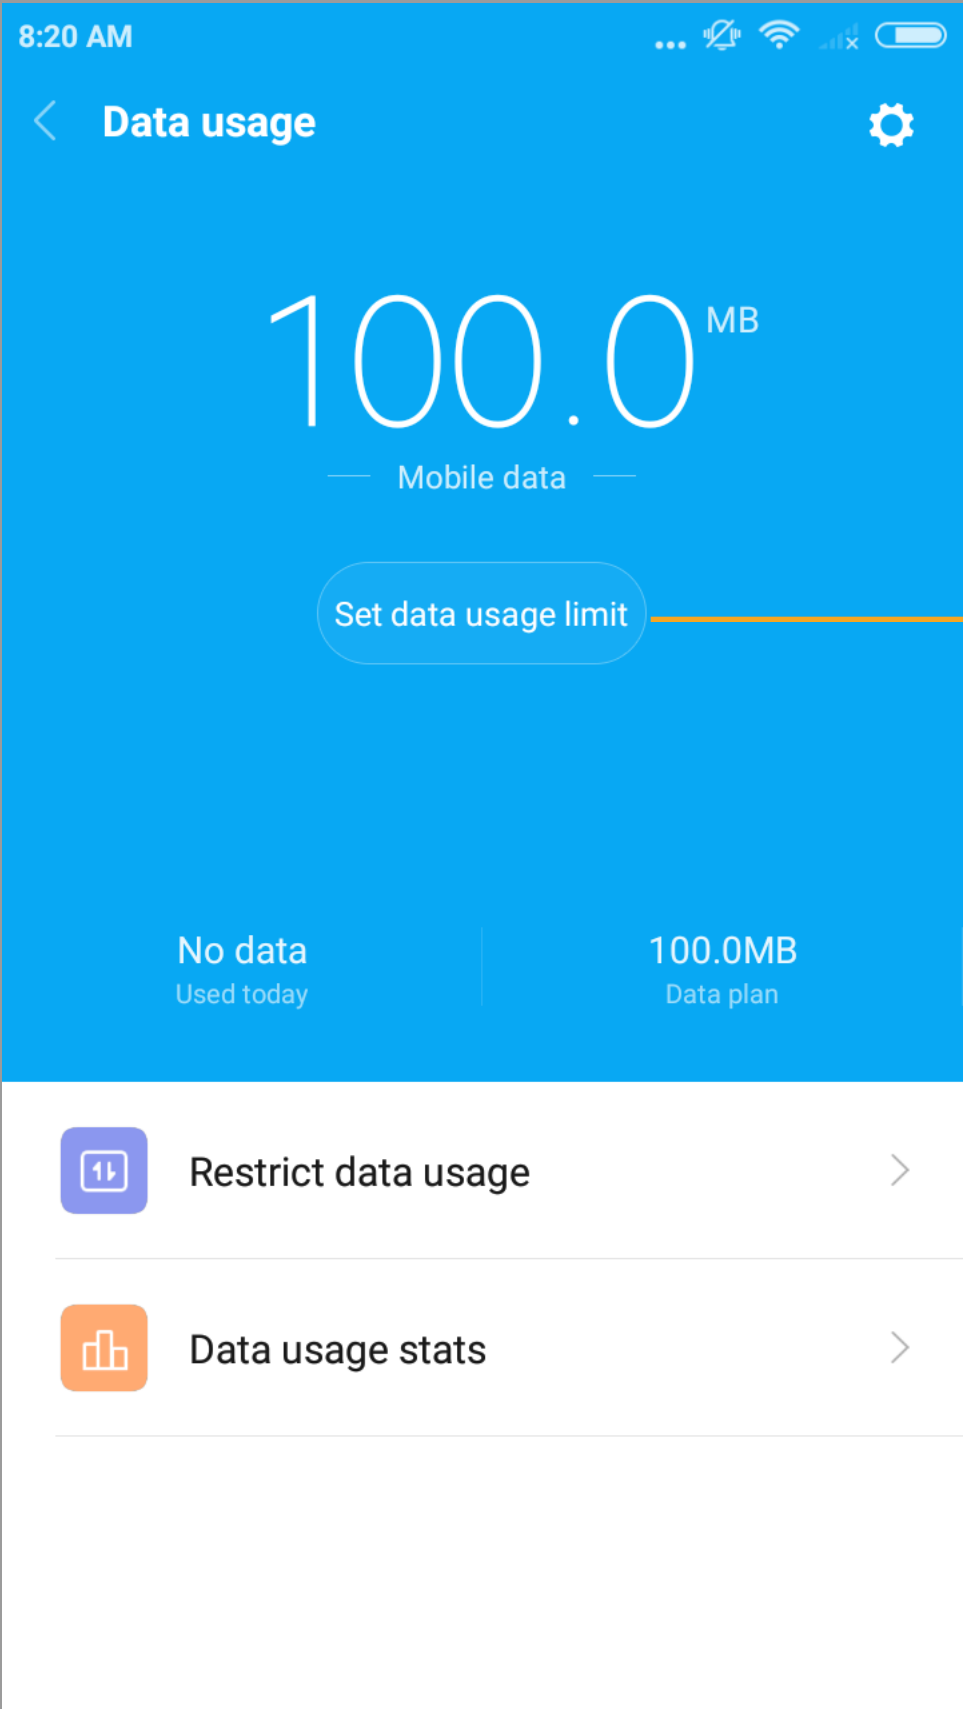 8:20 AM
Data usage
100.0 MB
Mobile data
Set data usage limit
No data
Used today
100.0MB
Data plan
Restrict data usage
Data usage stats